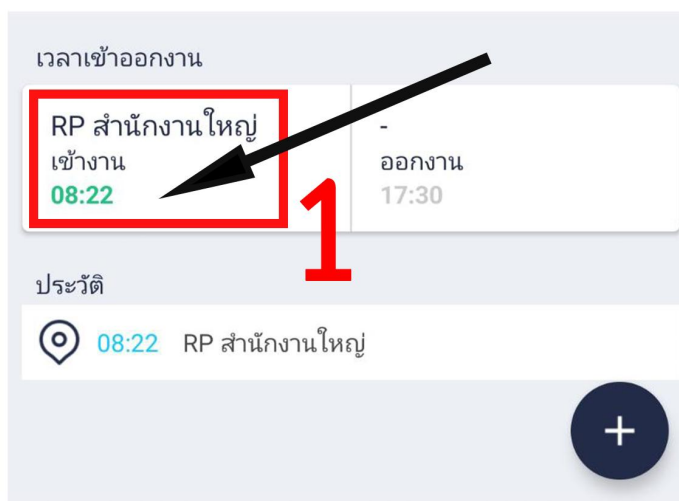 เวลาเข้าออกงาน
RP สำนักงานใหญ่
เข้างาน
08:22
-
ออกงาน
17:30
1
ประวัติ
08:22 RP สำนักงานใหญ่
+